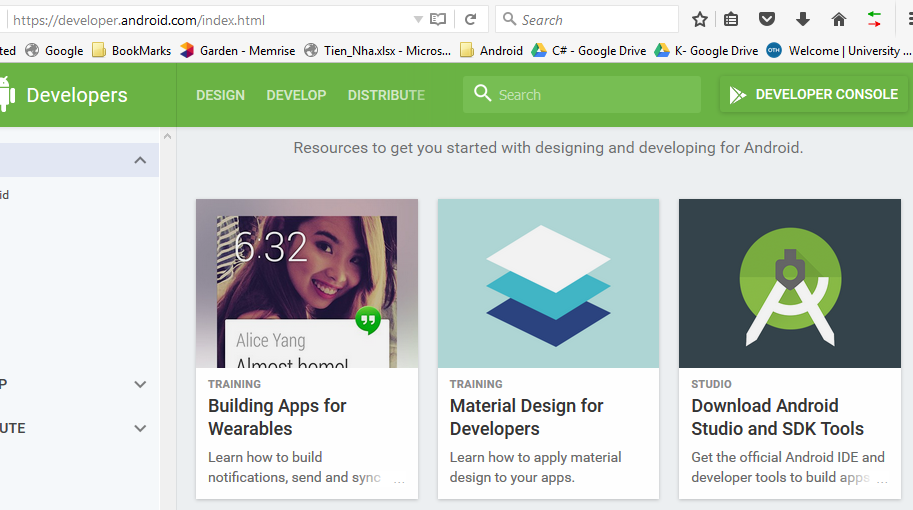 https://developer.android.com/index.html
Search
ted Google BookMarks Garden - Memrise Tien_Nha.xlsx - Micros... Android C# - Google Drive K- Google Drive OTH Welcome | University ...
Developers
DESIGN DEVELOP DISTRIBUTE
Search
DEVELOPER CONSOLE
id
P
UTE
Resources to get you started with designing and developing for Android.
6:32
Alice Yang
Almost home!
TRAINING
Building Apps for
Wearables
Learn how to build
notifications, send and sync ...
TRAINING
Material Design for
Developers
Learn how to apply material
design to your apps.
STUDIO
Download Android
Studio and SDK Tools
Get the official Android IDE and
developer tools to build apps ...